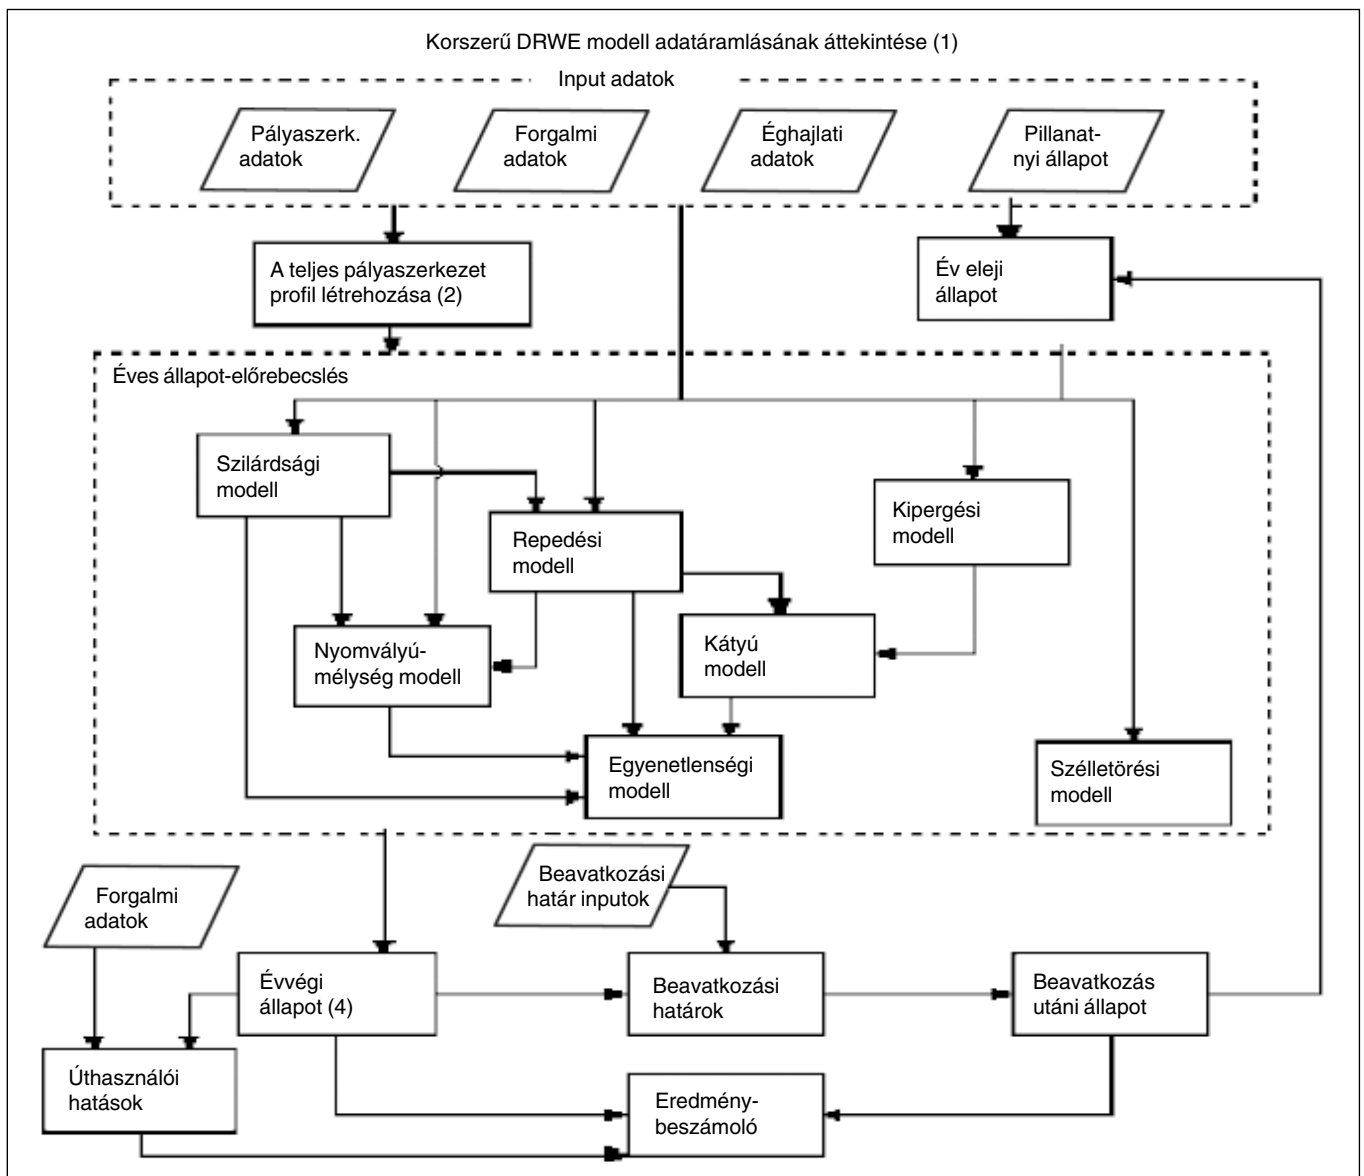 Korszerű DRWE modell adatáramlásának áttekintése (1)
Input adatok
Pályaszerk.
adatok
Forgalmi
adatok
Éghajlati
adatok
Pillanat-
nyi állapot
A teljes pályaszerkezet
profil létrehozása (2)
Év eleji
állapot
Éves állapot-előrebecslés
Szilárdsági
modell
Repedési
modell
Kipergési
modell
Nyomvályú-
mélység modell
Kátyú
modell
Egyenetlenségi
modell
Szélletörési
modell
Forgalmi
adatok
Beavatkozási
határ inputok
Évvégi
állapot (4)
Beavatkozási
határok
Beavatkozás
utáni állapot
Úthasználói
hatások
Eredmény-
beszámoló